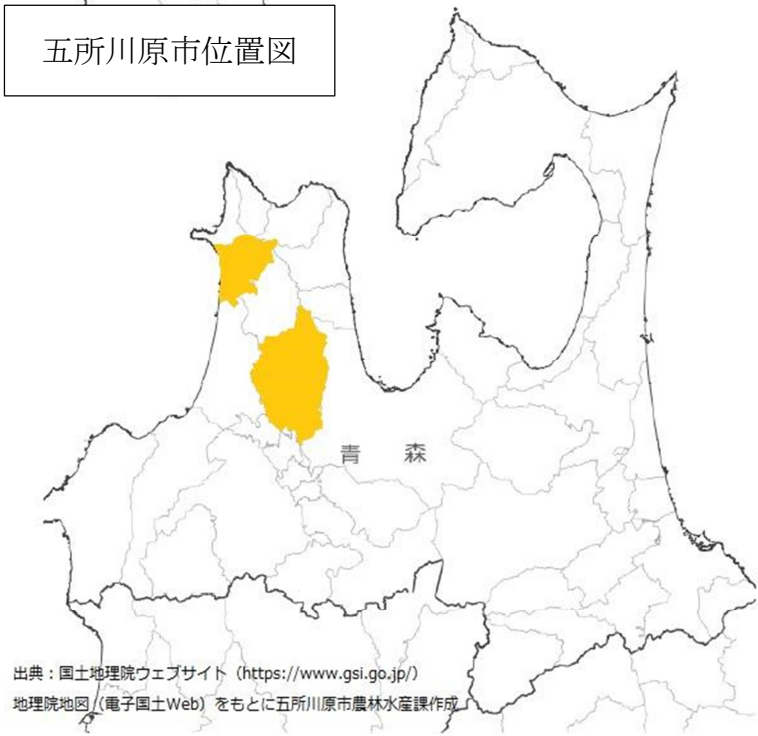 五所川原市位置図
青 森
出典：国土地理院ウェブサイト（https://www.gsi.go.jp/）
地理院地図（電子国土Web）をもとに五所川原市農林水産課作成